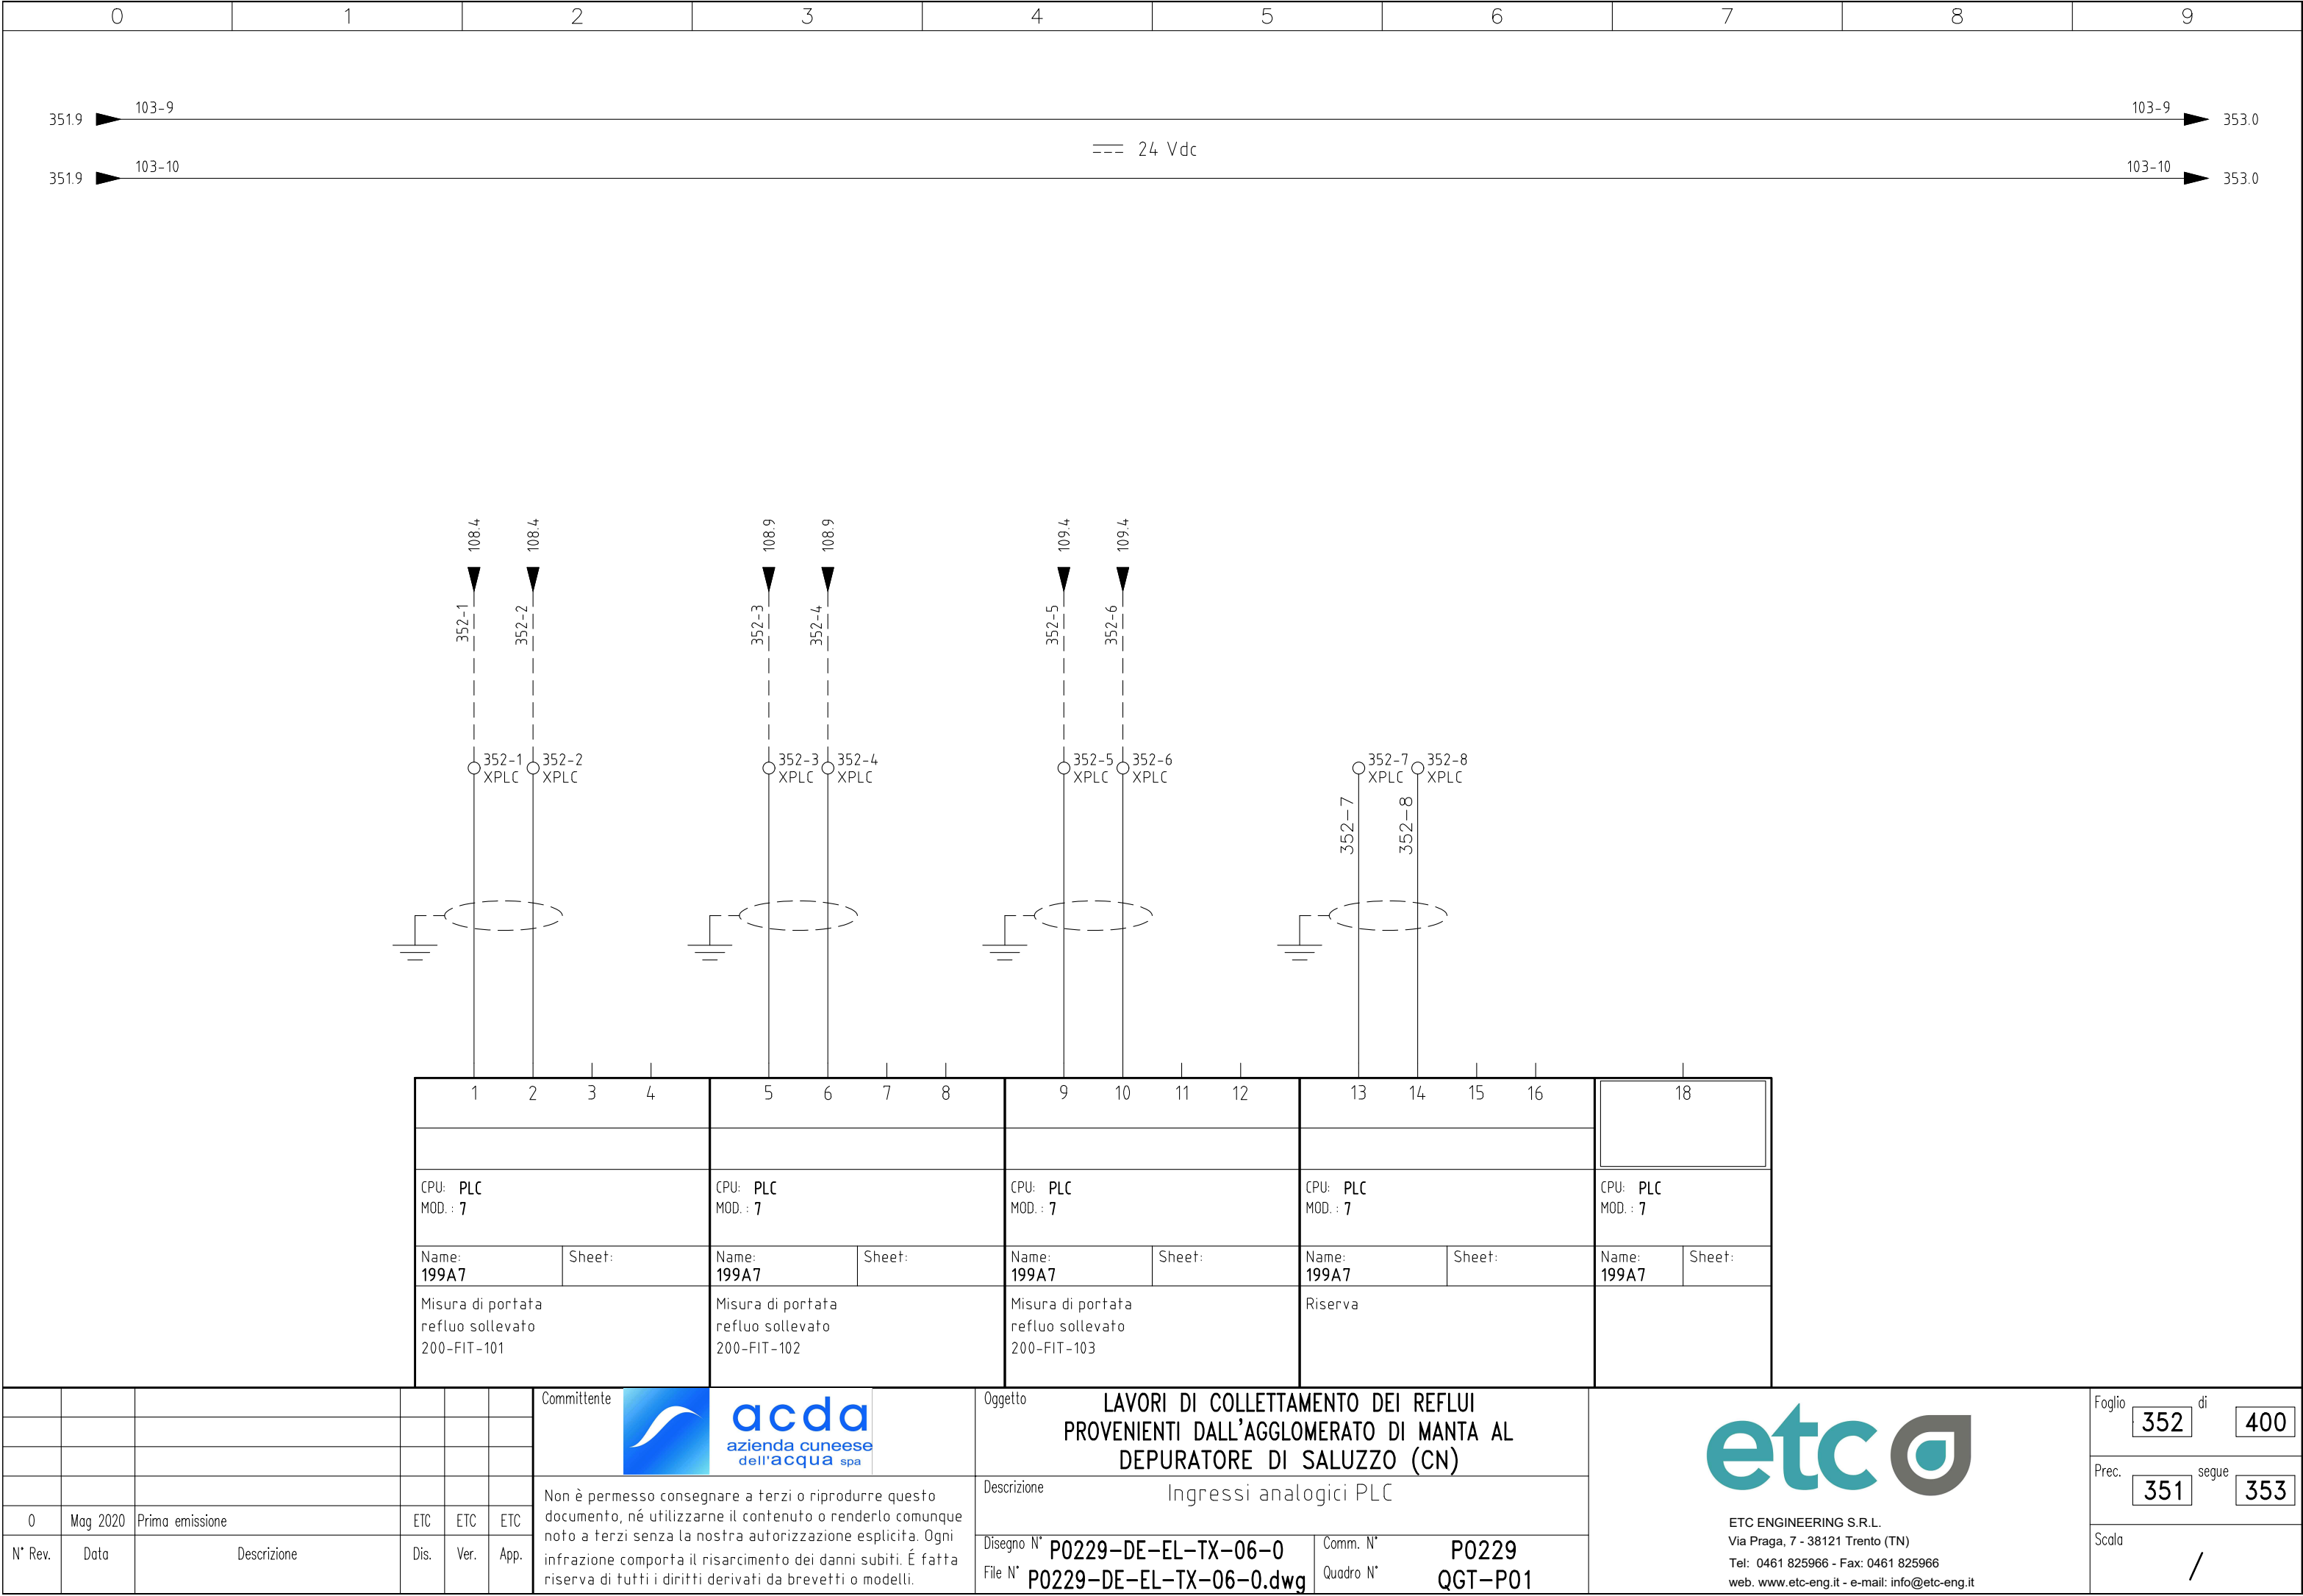 0 1 2 3 4 5 6 7 8 9
351.9 103-9 103-9 353.0
24 Vdc
351.9 103-10 103-10 353.0
108.4 108.4 108.9 108.9 109.4 109.4
352-1 352-2 352-3 352-4 352-5 352-6
352-1 352-2 352-3 352-4 352-5 352-6 352-7 352-8
XPLC XPLC XPLC XPLC XPLC XPLC XPLC XPLC
352-7 352-8
1 2 3 4 5 6 7 8 9 10 11 12 13 14 15 16 18
CPU: PLC CPU: PLC CPU: PLC CPU: PLC CPU: PLC
MOD. : 7 MOD. : 7 MOD. : 7 MOD. : 7 MOD. : 7
Name: Sheet: Name: Sheet: Name: Sheet: Name: Sheet: Name: Sheet:
199A7 199A7 199A7 199A7 199A7
Misura di portata Misura di portata Misura di portata Riserva
refluo sollevato refluo sollevato refluo sollevato
200-FIT-101 200-FIT-102 200-FIT-103
0 Mag 2020 Prima emissione ETC ETC ETC
N° Rev. Data Descrizione Dis. Ver. App.
Committente
acda
azienda cuneese
dell'acqua spa
Non è permesso consegnare a terzi o riprodurre questo
documento, né utilizzarne il contenuto o renderlo comunque
noto a terzi senza la nostra autorizzazione esplicita. Ogni
infrazione comporta il risarcimento dei danni subiti. É fatta
riserva di tutti i diritti derivati da brevetti o modelli.
Oggetto
LAVORI DI COLLETTAMENTO DEI REFLUI
PROVENIENTI DALL'AGGLOMERATO DI MANTA AL
DEPURATORE DI SALUZZO (CN)
Descrizione
Ingressi analogici PLC
Disegno N° P0229-DE-EL-TX-06-0 Comm. N° P0229
File N° P0229-DE-EL-TX-06-0.dwg Quadro N° QGT-P01
etc
ETC ENGINEERING S.R.L.
Via Praga, 7 - 38121 Trento (TN)
Tel: 0461 825966 - Fax: 0461 825966
web. www.etc-eng.it - e-mail: info@etc-eng.it
Foglio 352 di 400
Prec. 351 segue 353
Scala /